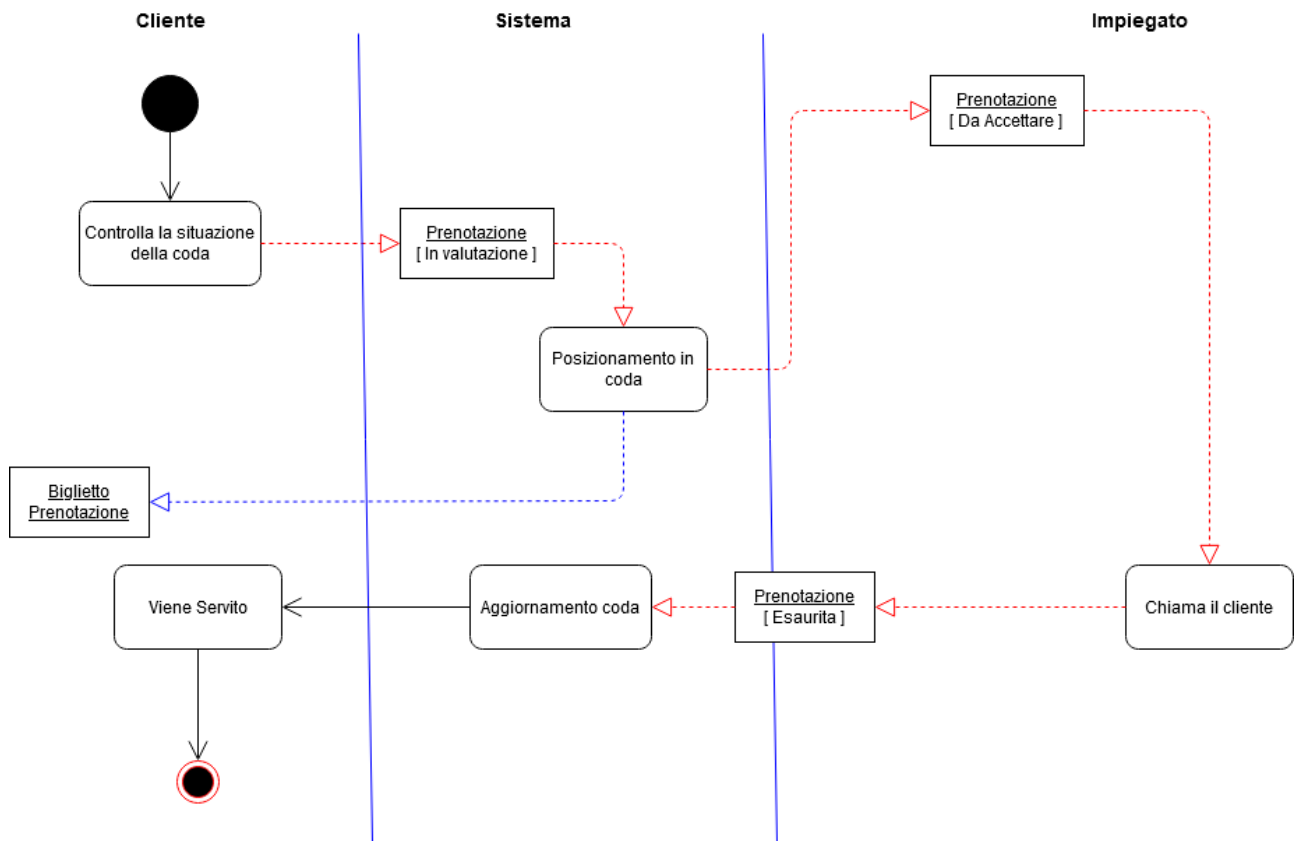 Cliente
Sistema
Impiegato
Prenotazione
[ Da Accettare ]
Controlla la situazione
della coda
Prenotazione
[ In valutazione ]
Posizionamento in
coda
Biglietto
Prenotazione
Viene Servito
Aggiornamento coda
Prenotazione
[ Esaurita ]
Chiama il cliente